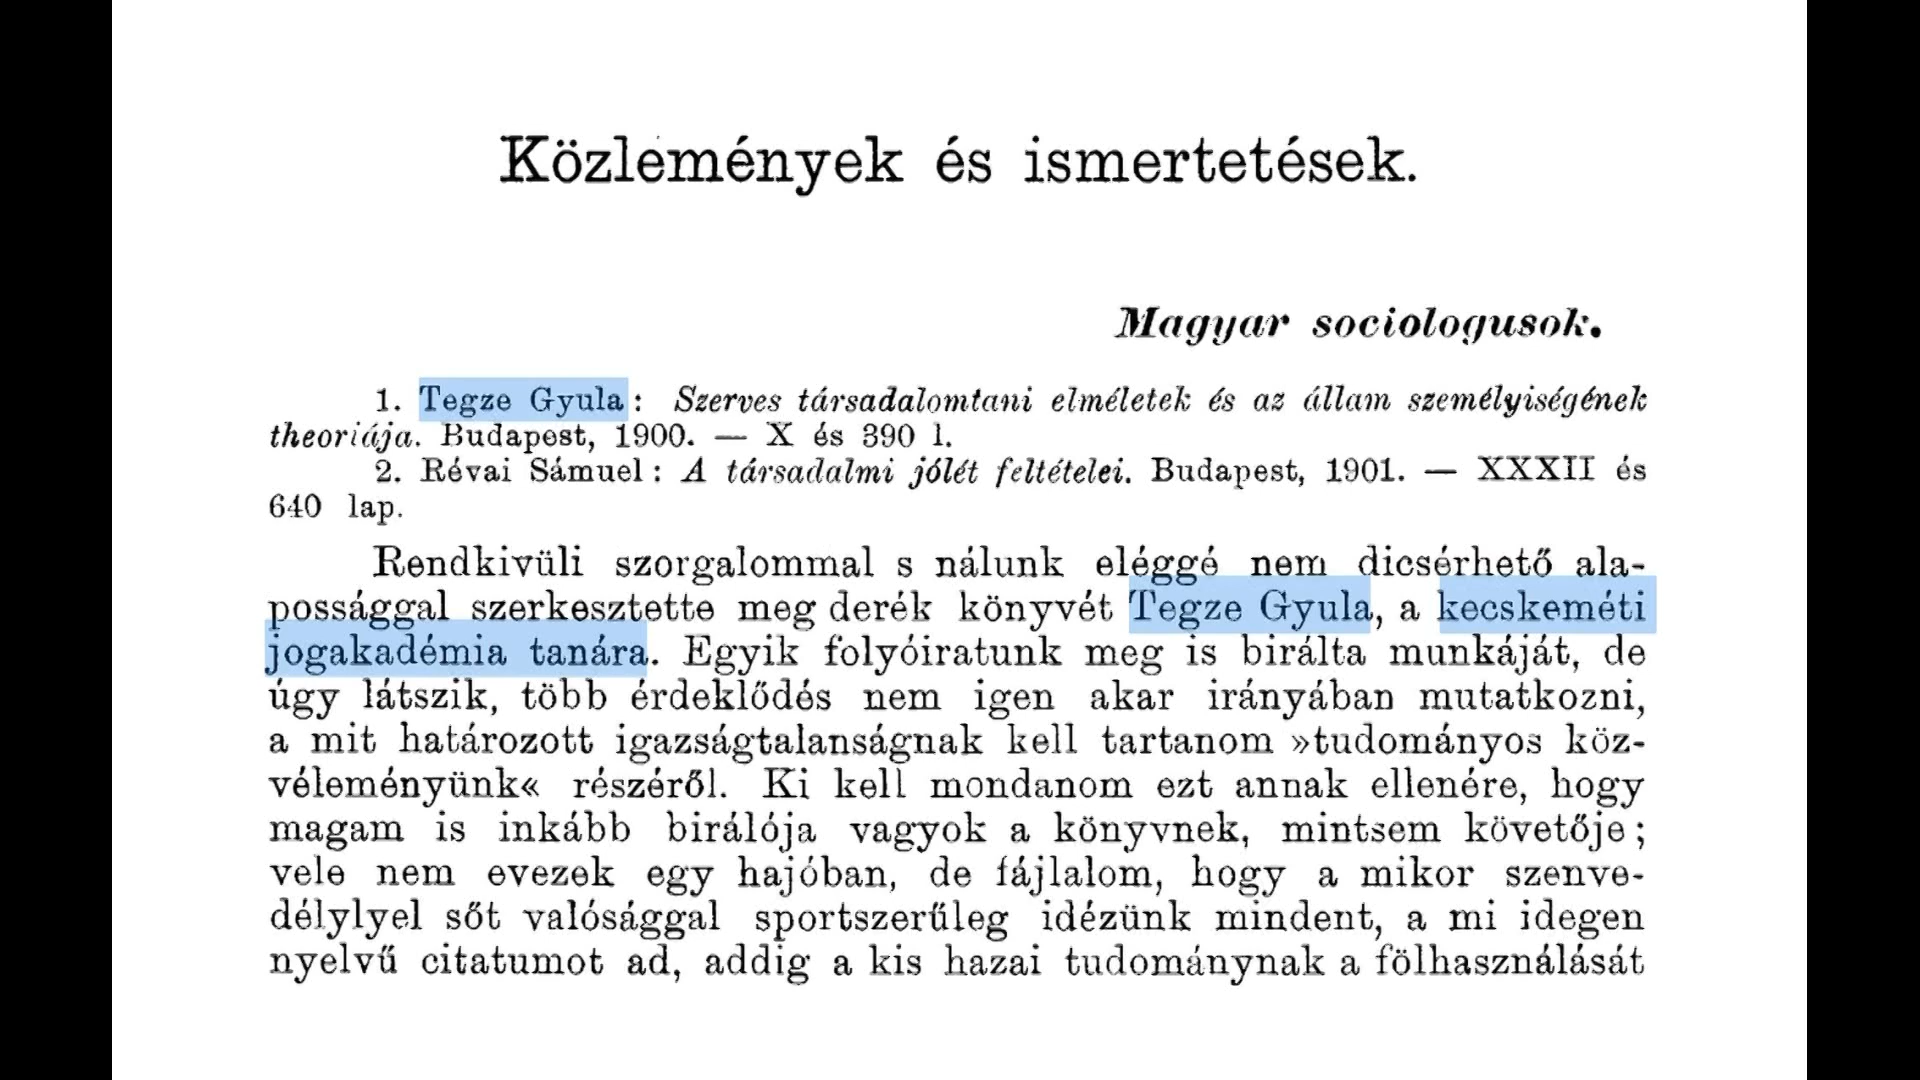 Közlemények és ismertetések.
Magyar sociologusok.
1. Tegze Gyula: Szerves társadalomtani elméletek és az állam személyiségének
theoriája. Budapest, 1900. — X és 390 l.
2. Révai Sámuel: A társadalmi jólét feltételei. Budapest, 1901. — XXXII és
640 lap.
Rendkivüli szorgalommal s nálunk eléggé nem dicsérhető ala-
possággal szerkesztette meg derék könyvét Tegze Gyula, a kecskeméti
jogakadémia tanára. Egyik folyóiratunk meg is birálta munkáját, de
úgy látszik, több érdeklődés nem igen akar irányában mutatkozni,
a mit határozott igazságtalanságnak kell tartanom »tudományos köz-
véleményünk« részéről. Ki kell mondanom ezt annak ellenére, hogy
magam is inkább birálója vagyok a könyvnek, mintsem követője;
vele nem evezek egy hajóban, de fájlalom, hogy a mikor szenve-
délylyel sőt valósággal sportszerűleg idézünk mindent, a mi idegen
nyelvű citatumot ad, addig a kis hazai tudománynak a fölhasználását